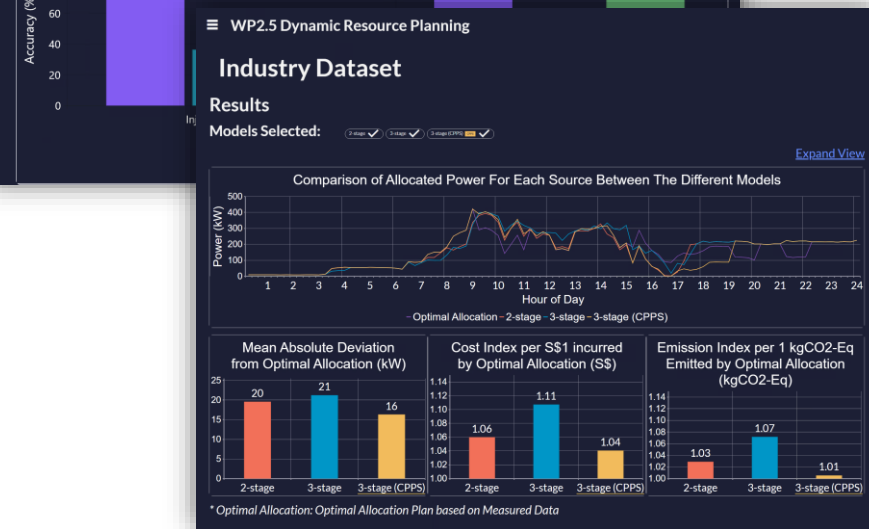 Accuracy (%
60
40
20
0
Inj
WP2.5 Dynamic Resource Planning
Industry Dataset
Results
Models Selected:
2-stage 3-stage 3-stage (CPPS)
Expand View
Comparison of Allocated Power For Each Source Between The Different Models
Power (kW)
500
400
300
200
100
0
1 2 3 4 5 6 7 8 9 10 11 12 13 14 15 16 17 18 19 20 21 22 23 24
Hour of Day
Optimal Allocation 2-stage 3-stage 3-stage (CPPS)
Mean Absolute Deviation
from Optimal Allocation (kW)
25
20
15
10
5
0
20 21 16
2-stage 3-stage 3-stage (CPPS)
Cost Index per S$1 incurred
by Optimal Allocation (S$)
1.14
1.12
1.10
1.08
1.06
1.04
1.02
1.00
1.06 1.11 1.04
2-stage 3-stage 3-stage (CPPS)
Emission Index per 1 kgCO2-Eq
Emitted by Optimal Allocation
(kgCO2-Eq)
1.14
1.12
1.10
1.08
1.06
1.04
1.02
1.00
1.03 1.07 1.01
2-stage 3-stage 3-stage (CPPS)
* Optimal Allocation: Optimal Allocation Plan based on Measured Data